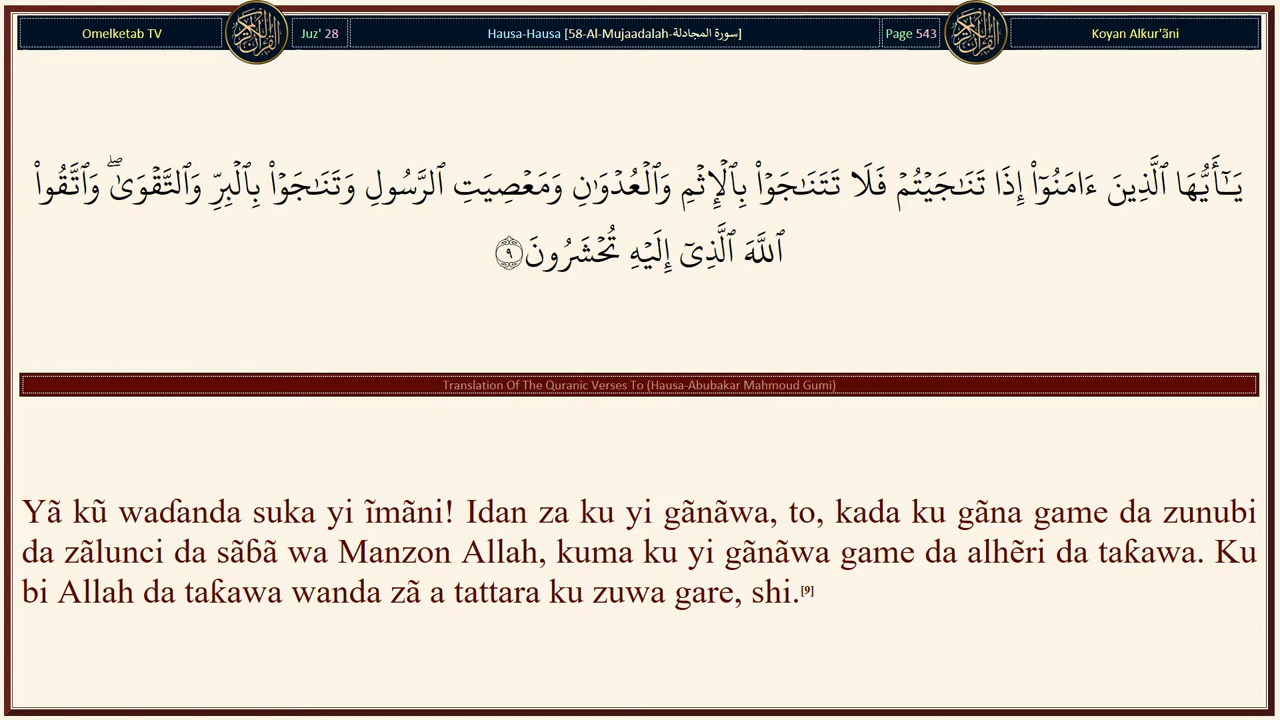 Omelketab TV
Juz' 28
Hausa-Hausa [58-Al-Mujaadalah-سورة المجادلة]
Page 543
Koyan Alƙur'ãni
يَـٰٓأَيُّهَا ٱلَّذِينَ ءَامَنُوٓا۟ إِذَا تَنَـٰجَيْتُمْ فَلَا تَتَنَـٰجَوْا۟ بِٱلْإِثْمِ وَٱلْعُدْوَٰنِ وَمَعْصِيَتِ ٱلرَّسُولِ وَتَنَـٰجَوْا۟ بِٱلْبِرِّ وَٱلتَّقْوَىٰ ۖ وَٱتَّقُوا۟
ٱللَّهَ ٱلَّذِىٓ إِلَيْهِ تُحْشَرُونَ ٩
Translation Of The Quranic Verses To (Hausa-Abubakar Mahmoud Gumi)
Yã kũ waɗanda suka yi ĩmãni! Idan za ku yi gãnãwa, to, kada ku gãna game da zunubi
da zãlunci da sãɓã wa Manzon Allah, kuma ku yi gãnãwa game da alhẽri da taƙawa. Ku
bi Allah da taƙawa wanda zã a tattara ku zuwa gare, shi.[9]